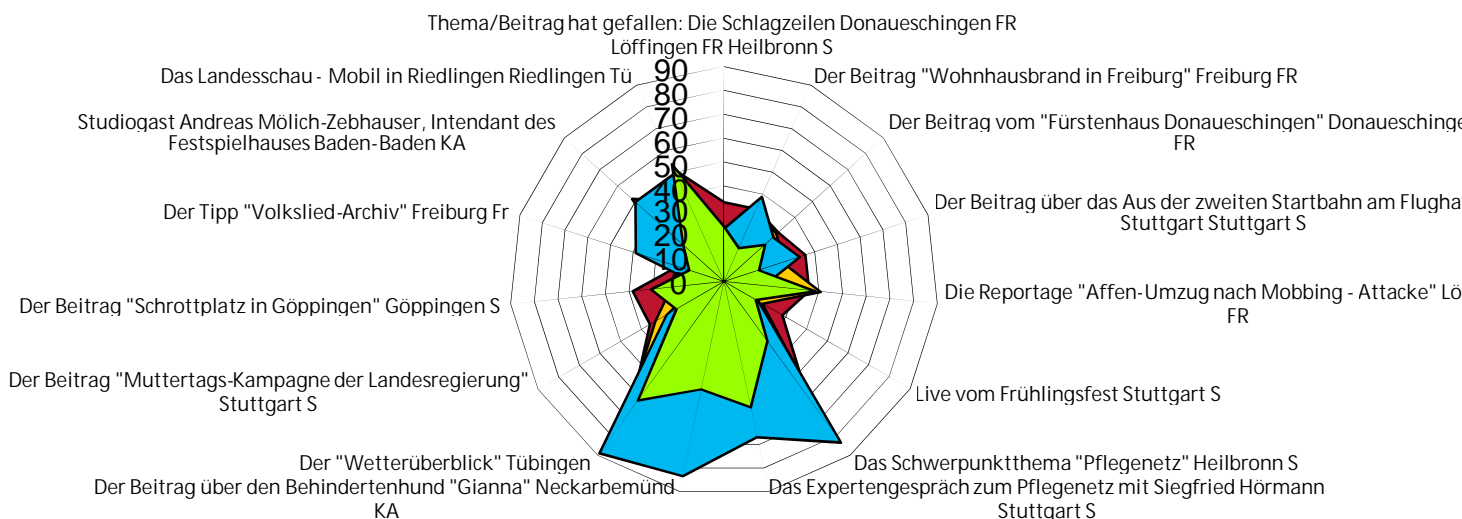 Thema/Beitrag hat gefallen: Die Schlagzeilen Donaueschingen FR
Löffingen FR Heilbronn S
Der Beitrag "Wohnhausbrand in Freiburg" Freiburg FR
Der Beitrag vom "Fürstenhaus Donaueschingen" Donaueschinge
FR
Der Beitrag über das Aus der zweiten Startbahn am Flugha
Stuttgart Stuttgart S
Die Reportage "Affen-Umzug nach Mobbing - Attacke" Lö
FR
Live vom Frühlingsfest Stuttgart S
Das Schwerpunktthema "Pflegenetz" Heilbronn S
Das Expertengespräch zum Pflegenetz mit Siegfried Hörmann
Stuttgart S
Der Beitrag über den Behindertenhund "Gianna" Neckarbemünd
KA
Der "Wetterüberblick" Tübingen
Der Beitrag "Muttertags-Kampagne der Landesregierung"
Stuttgart S
Der Beitrag "Schrottplatz in Göppingen" Göppingen S
Der Tipp "Volkslied-Archiv" Freiburg Fr
Studiogast Andreas Mölich-Zebhauser, Intendant des
Festspielhauses Baden-Baden KA
Das Landesschau - Mobil in Riedlingen Riedlingen Tü
90
80
70
60
50
40
30
20
10
0